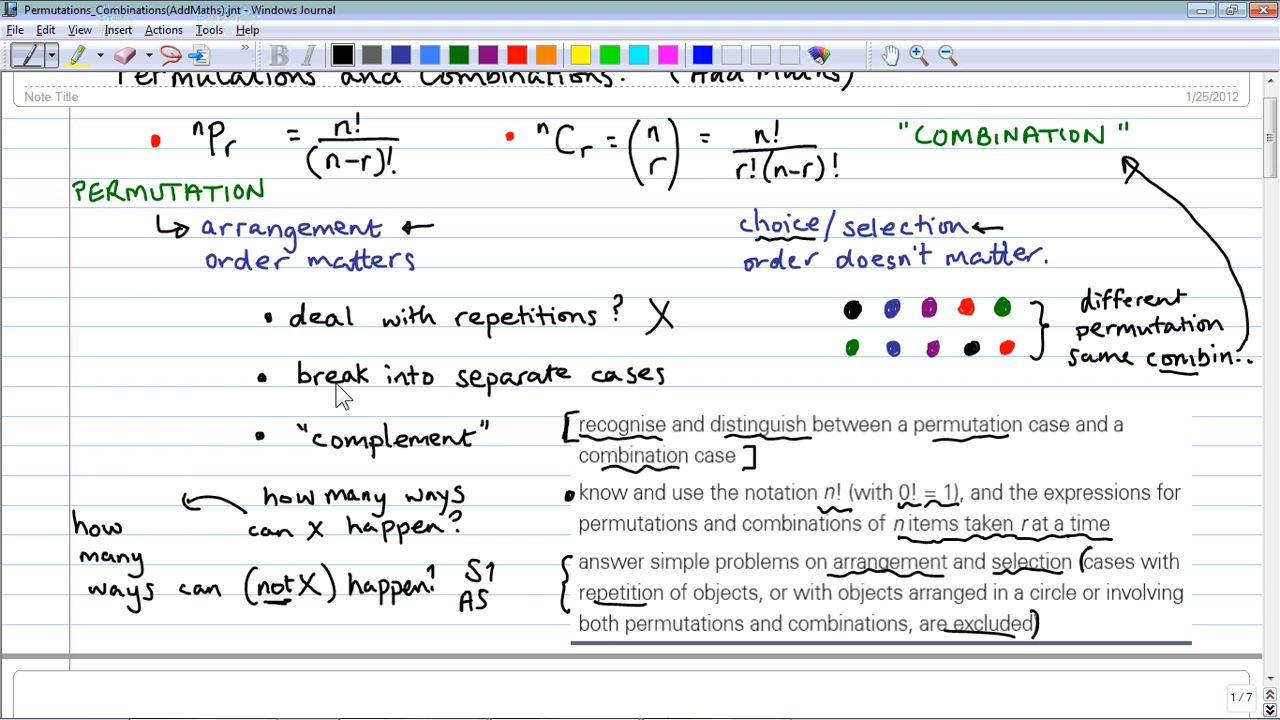 Permutations_Combinations(AddMaths).jnt - Windows Journal
File Edit View Insert Actions Tools Help
Permutations and Combinations. (Add Maths)
Note Title
1/25/2012
nPr = n!/(n-r)!
nCr = (n r) = n!/r!(n-r)!
"COMBINATION"
PERMUTATION
↳ arrangement ←
order matters
choice/selection ←
order doesn't matter.
• deal with repetitions? X
different
permutation
same combin..
• break into separate cases
• "complement"
how many ways
can X happen?
how
many
ways can (not X) happen?
S1
AS
[recognise and distinguish between a permutation case and a
combination case]
• know and use the notation n! (with 0! = 1), and the expressions for
permutations and combinations of n items taken r at a time
answer simple problems on arrangement and selection (cases with
repetition of objects, or with objects arranged in a circle or involving
both permutations and combinations, are excluded)
1 / 7